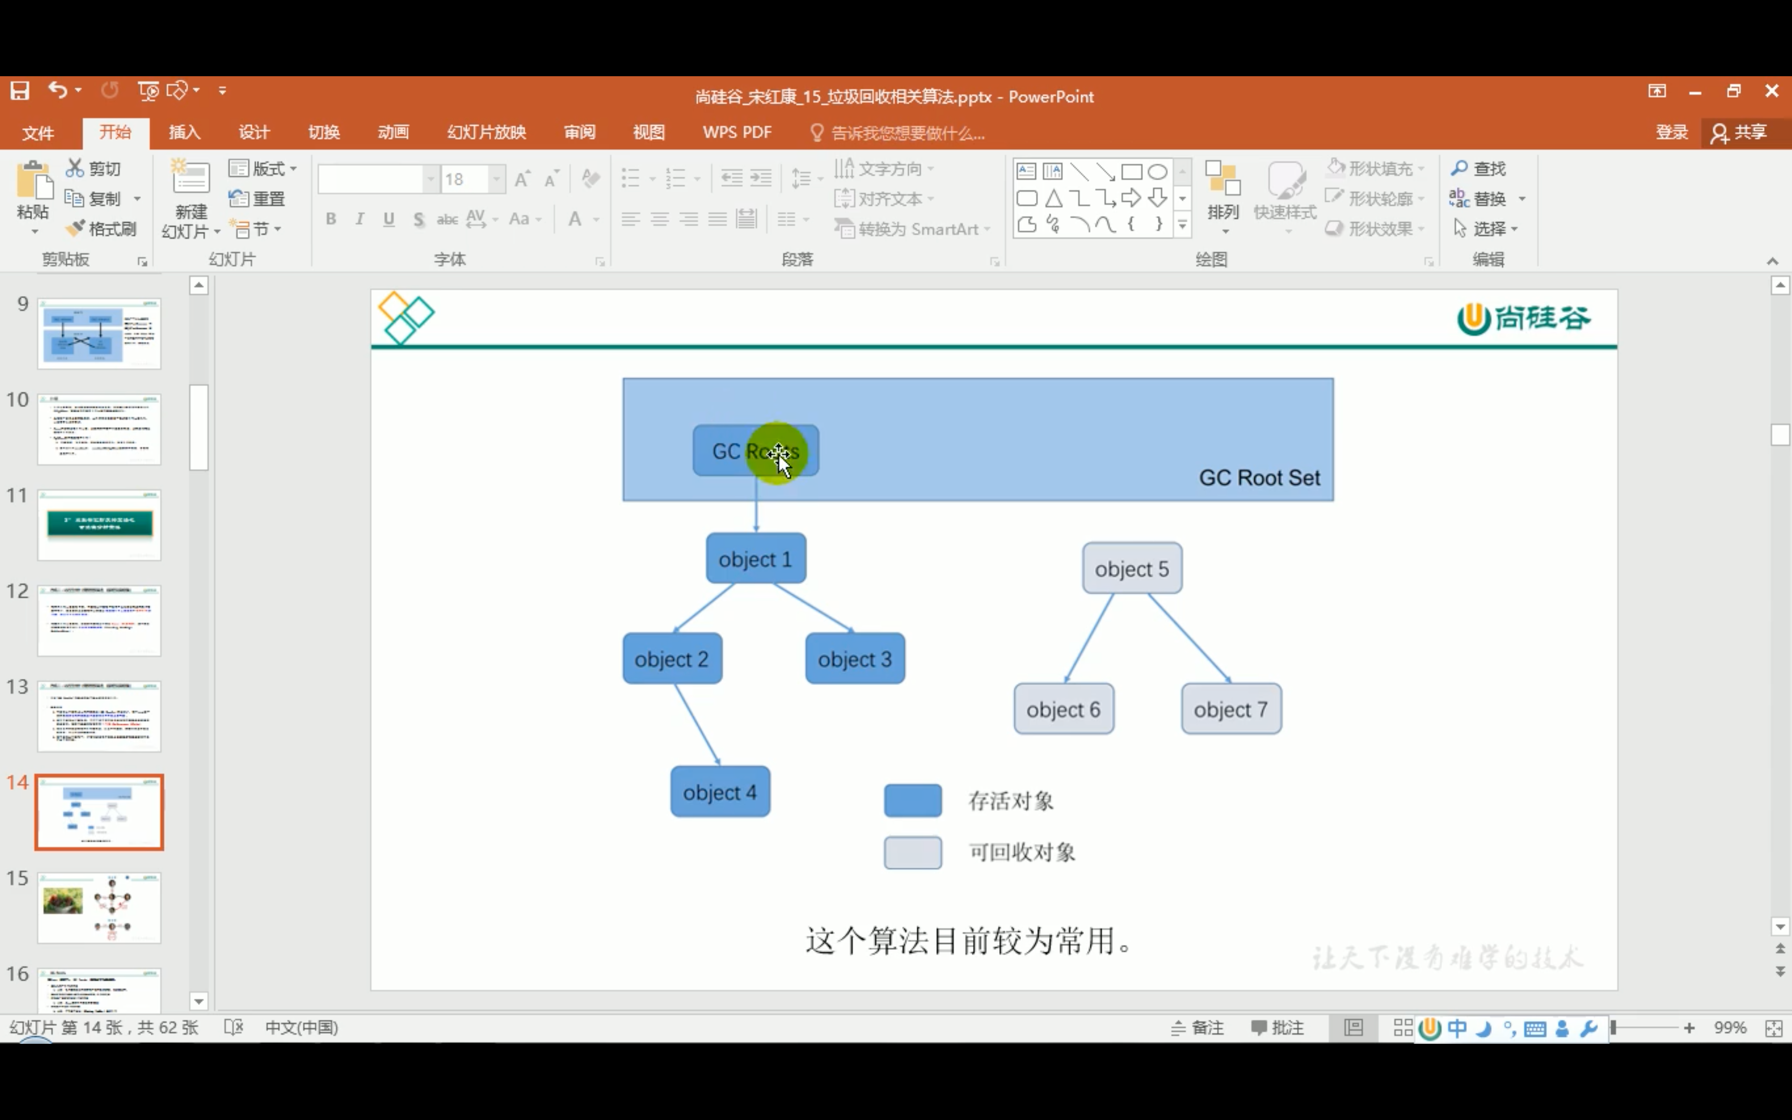 尚硅谷_宋红康_15_垃圾回收相关算法.pptx - PowerPoint
文件 开始 插入 设计 切换 动画 幻灯片放映 审阅 视图 WPS PDF 告诉我您想要做什么... 登录 共享
粘贴 剪切 复制 格式刷 剪贴板
新建 幻灯片 版式 重置 节 幻灯片
18 B I U S abc AV Aa A 字体
文字方向 对齐文本 转换为 SmartArt 段落
排列 快速样式 形状填充 形状轮廓 形状效果 绘图
查找 替换 选择 编辑
9
10
11
12
13
14
15
16
尚硅谷
GC Roots
GC Root Set
object 1
object 5
object 2
object 3
object 6
object 7
object 4
存活对象
可回收对象
这个算法目前较为常用。
让天下没有难学的技术
幻灯片 第 14 张，共 62 张 中文(中国) 备注 批注 中 99%